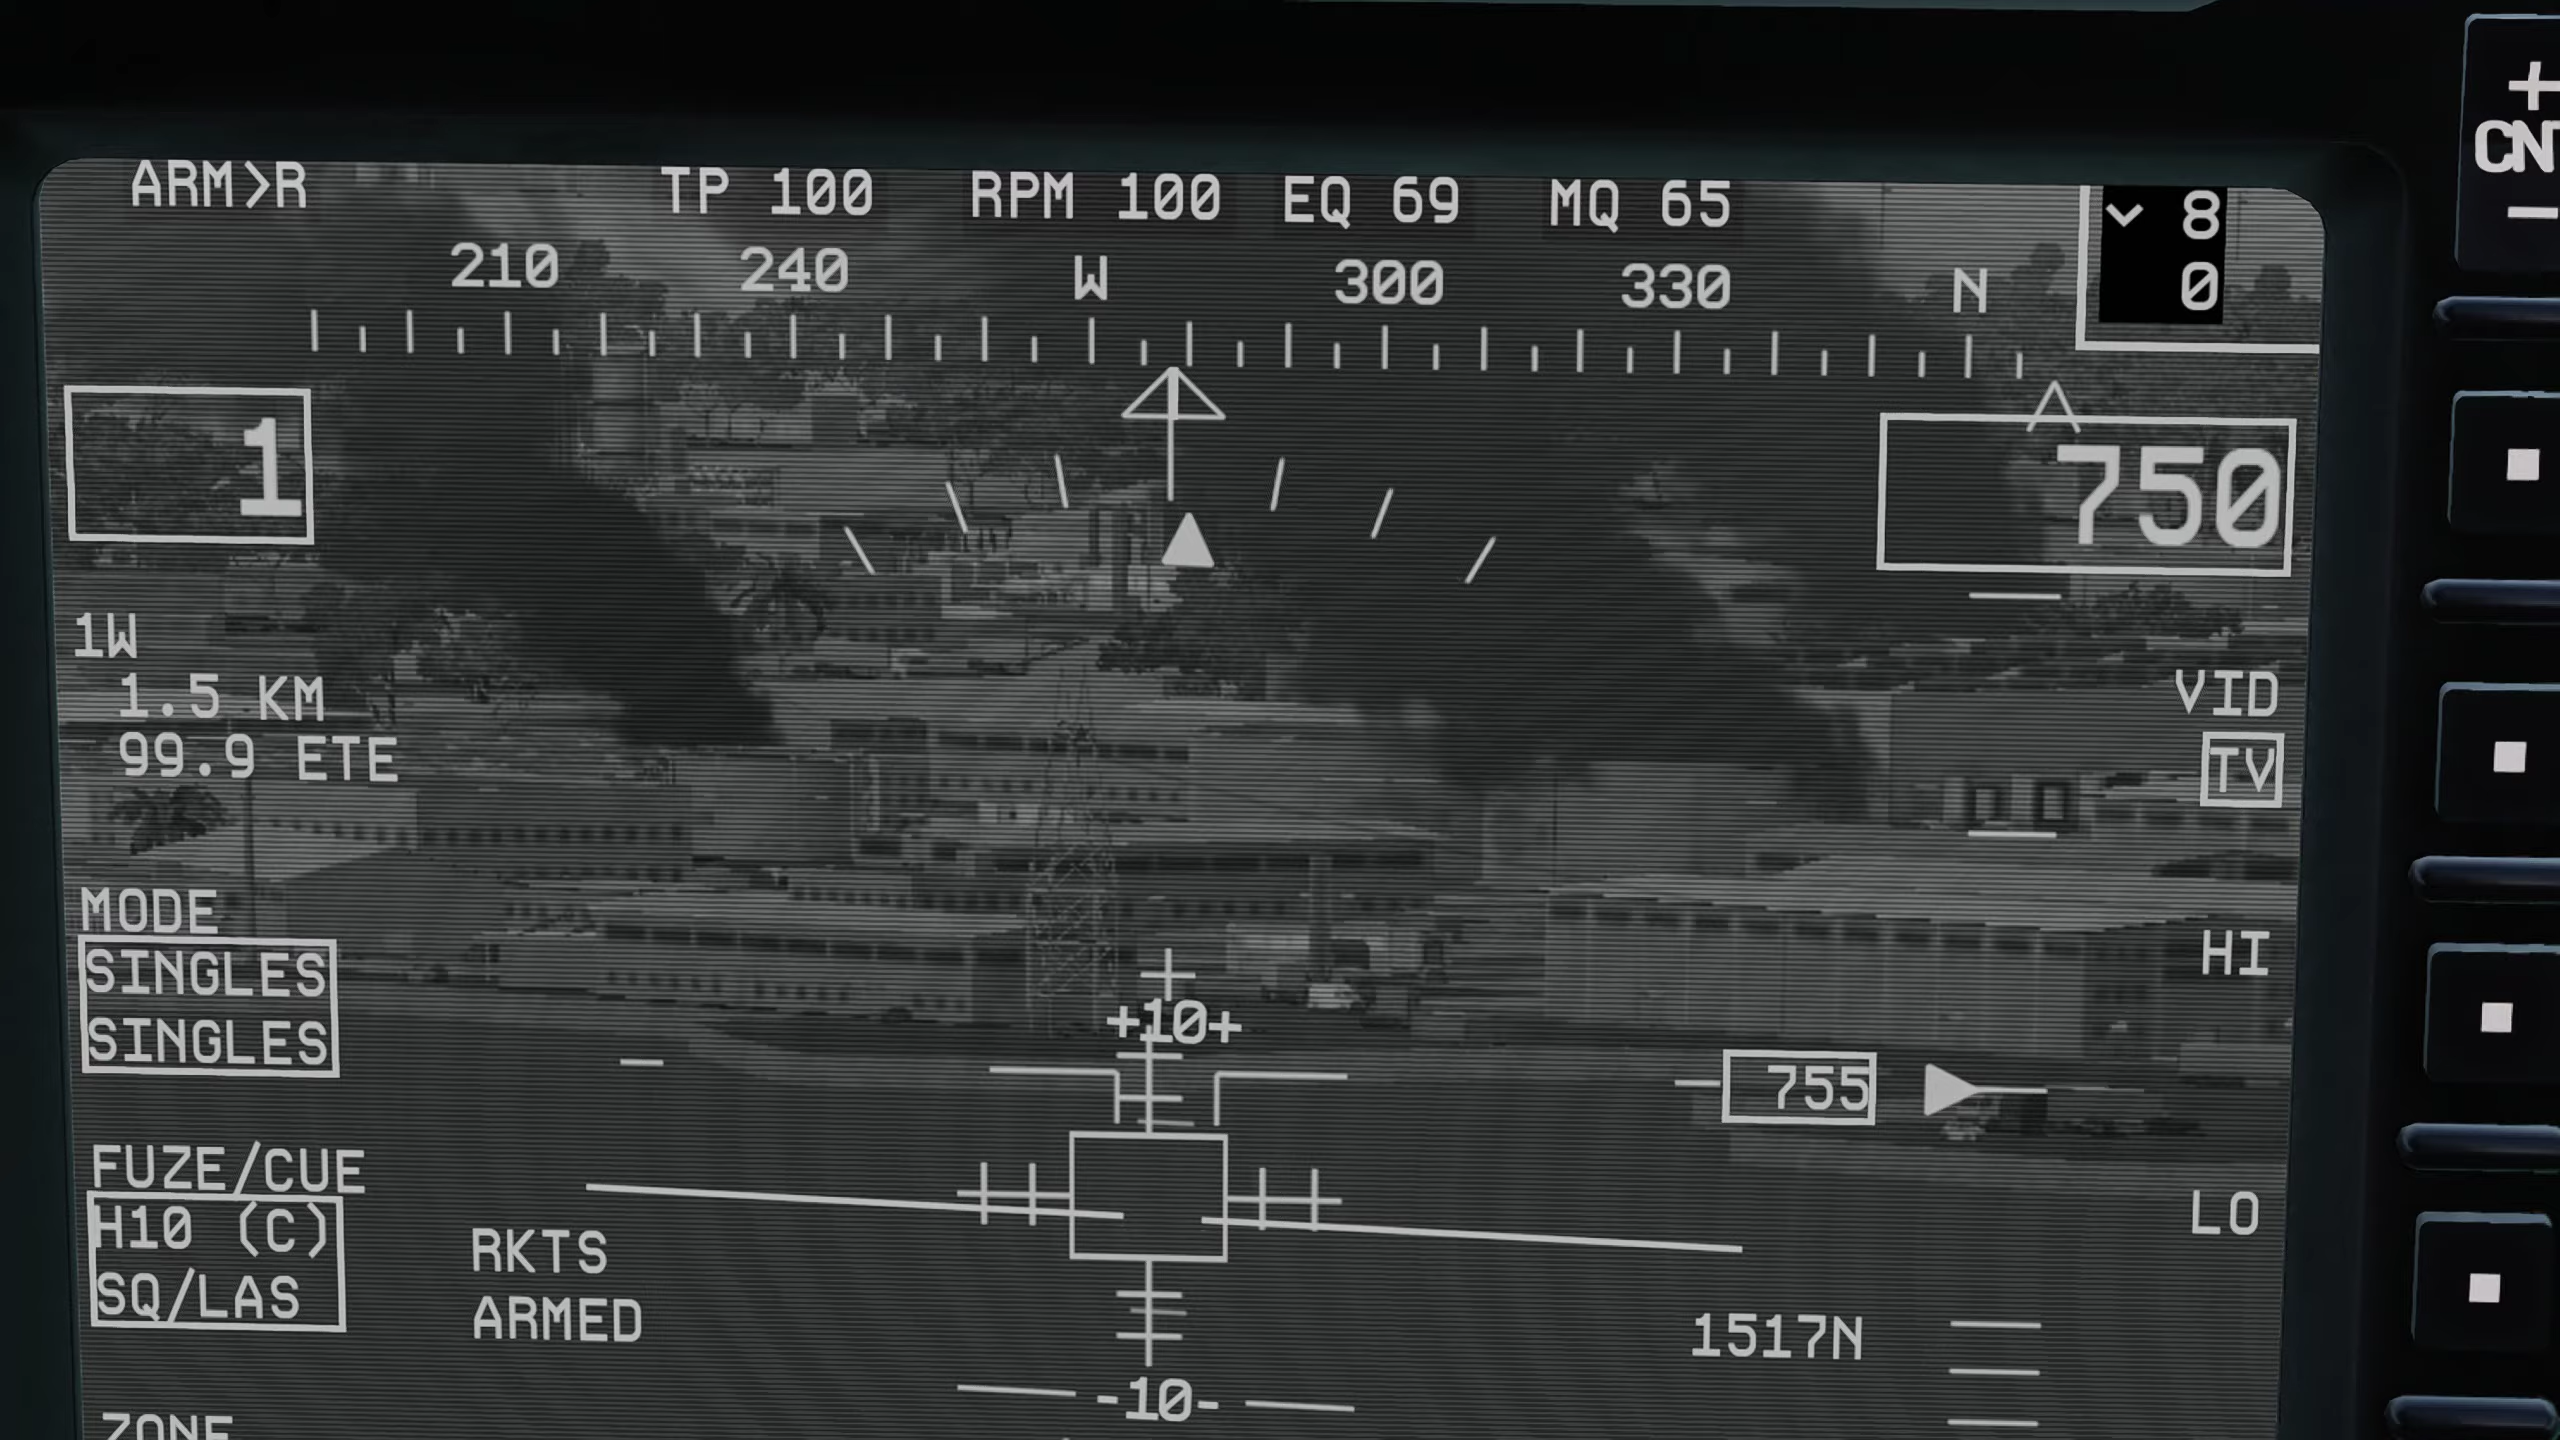 ARM>R TP 100 RPM 100 EQ 69 MQ 65 8
0
210 240 W 300 330 N
1 750
1W
1.5 KM
99.9 ETE
VID
TV
MODE
SINGLES
SINGLES
HI
+10+
755
FUZE/CUE
H10 (C)
SQ/LAS
LO
RKTS
ARMED
1517N
-10-
ZONE
+
-